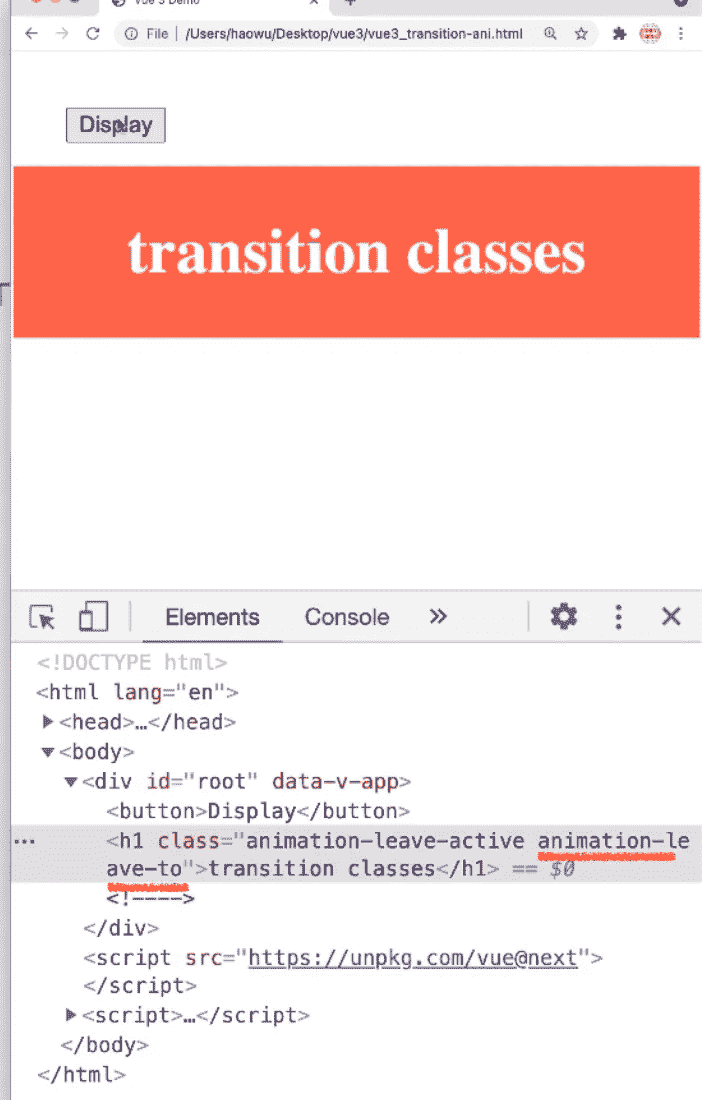 Vue 3 Demo
File | /Users/haowu/Desktop/vue3/vue3_transition-ani.html
Display
transition classes
Elements Console »
<!DOCTYPE html>
<html lang="en">
<head>…</head>
<body>
<div id="root" data-v-app>
<button>Display</button>
<h1 class="animation-leave-active animation-le
ave-to">transition classes</h1> == $0
<!---->
</div>
<script src="https://unpkg.com/vue@next">
</script>
<script>…</script>
</body>
</html>